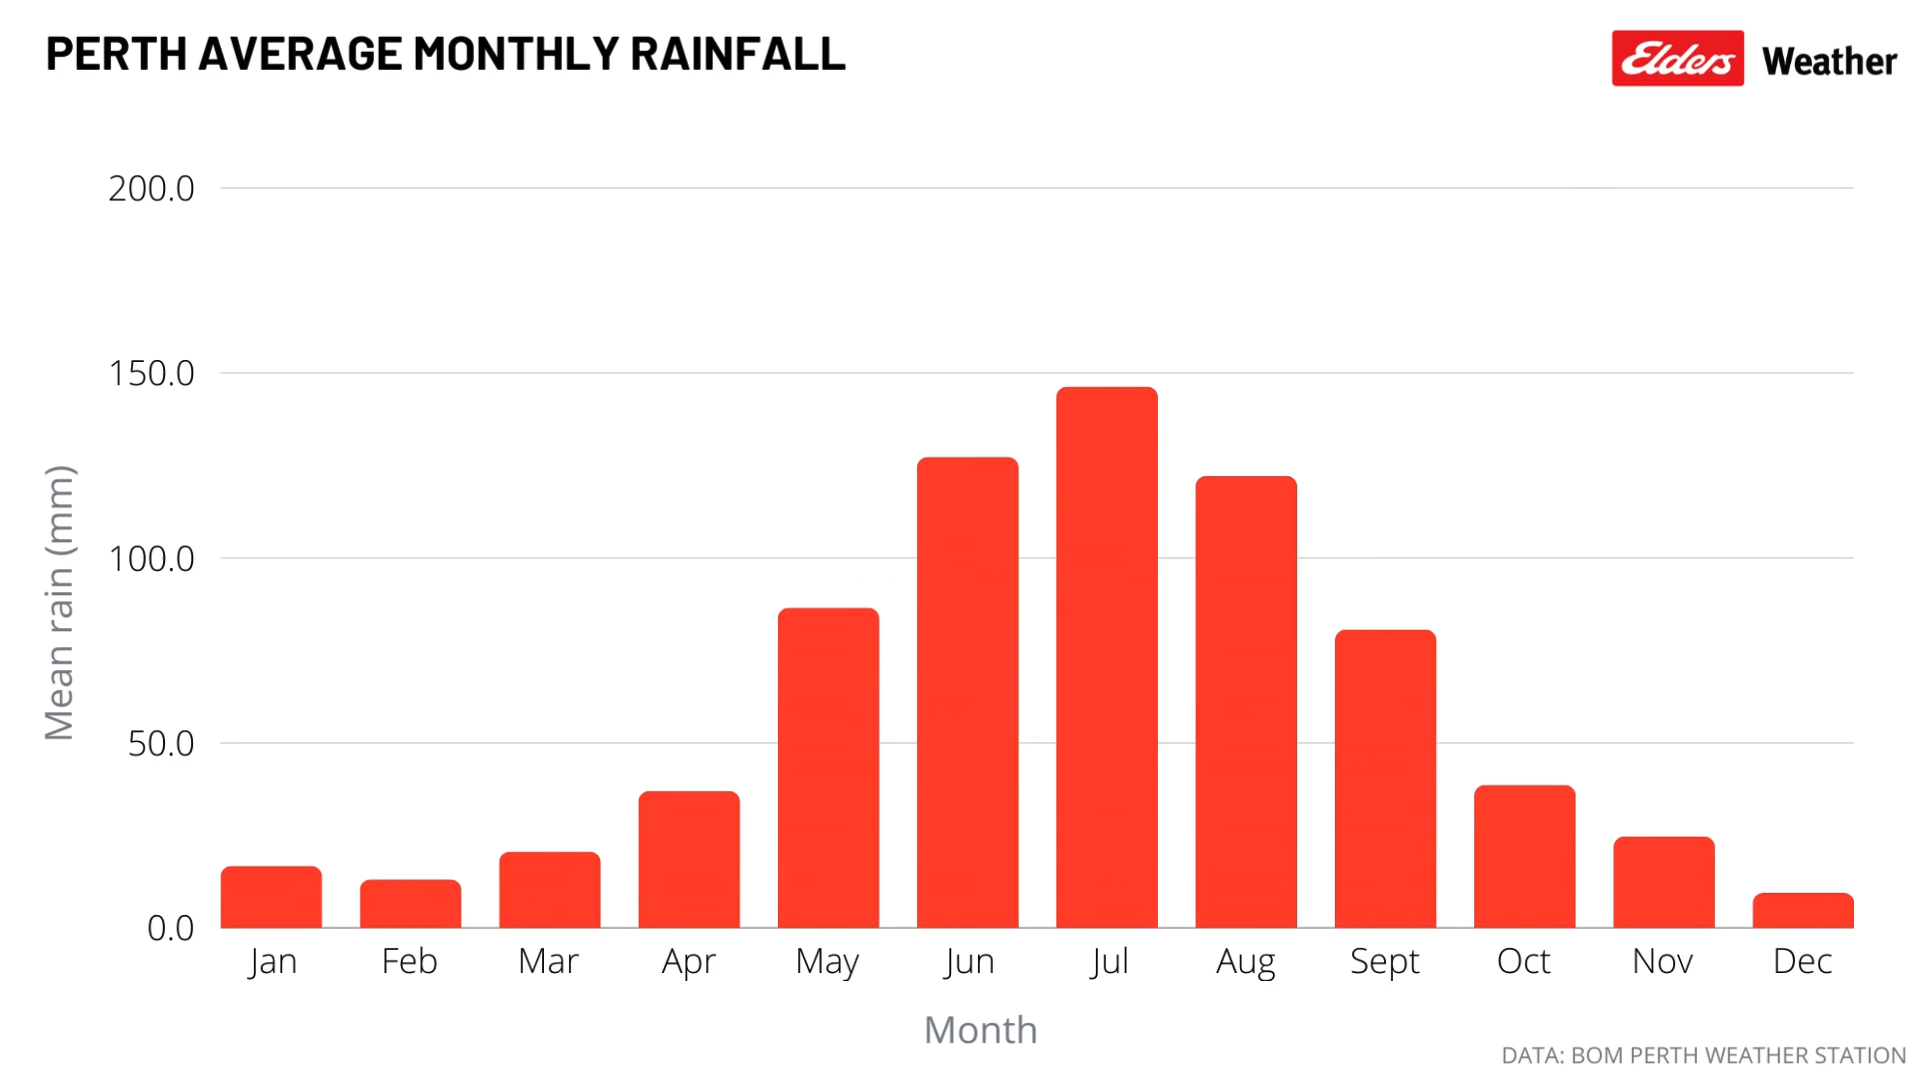 PERTH AVERAGE MONTHLY RAINFALL
Elders Weather
200.0
150.0
100.0
50.0
0.0
Mean rain (mm)
Jan Feb Mar Apr May Jun Jul Aug Sept Oct Nov Dec
Month
DATA: BOM PERTH WEATHER STATION